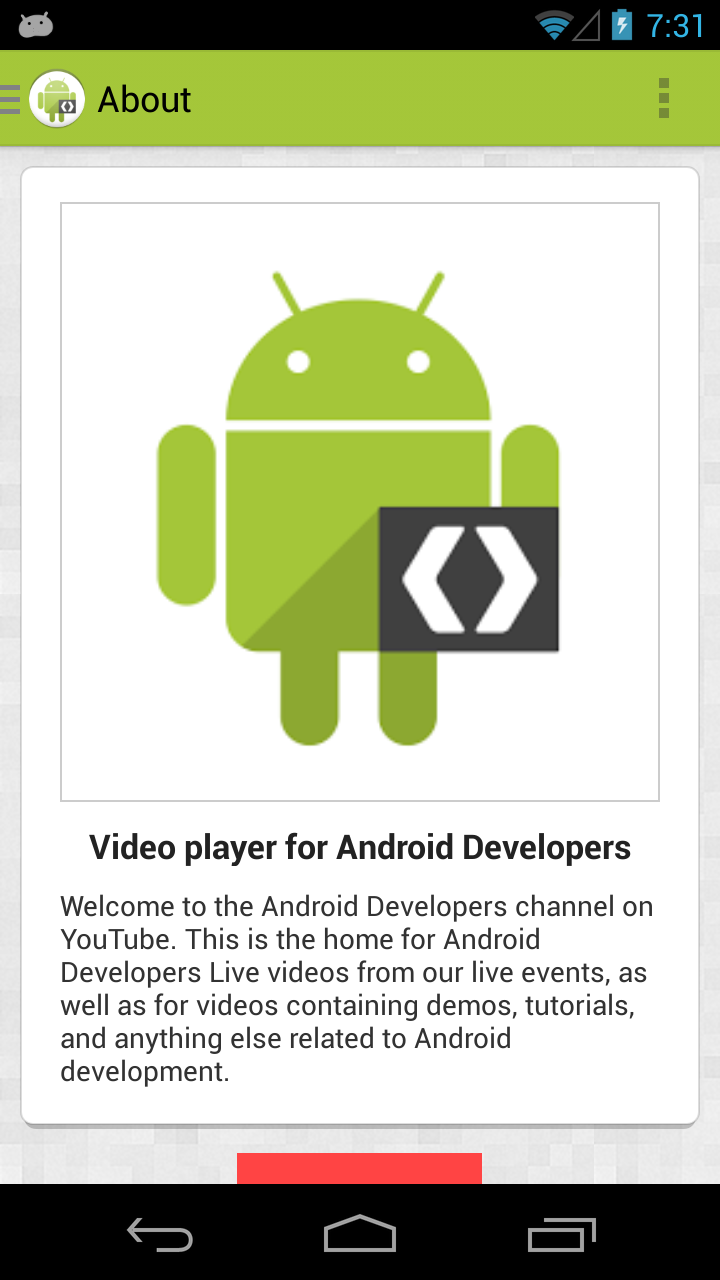 7:31
About
Video player for Android Developers
Welcome to the Android Developers channel on
YouTube. This is the home for Android
Developers Live videos from our live events, as
well as for videos containing demos, tutorials,
and anything else related to Android
development.